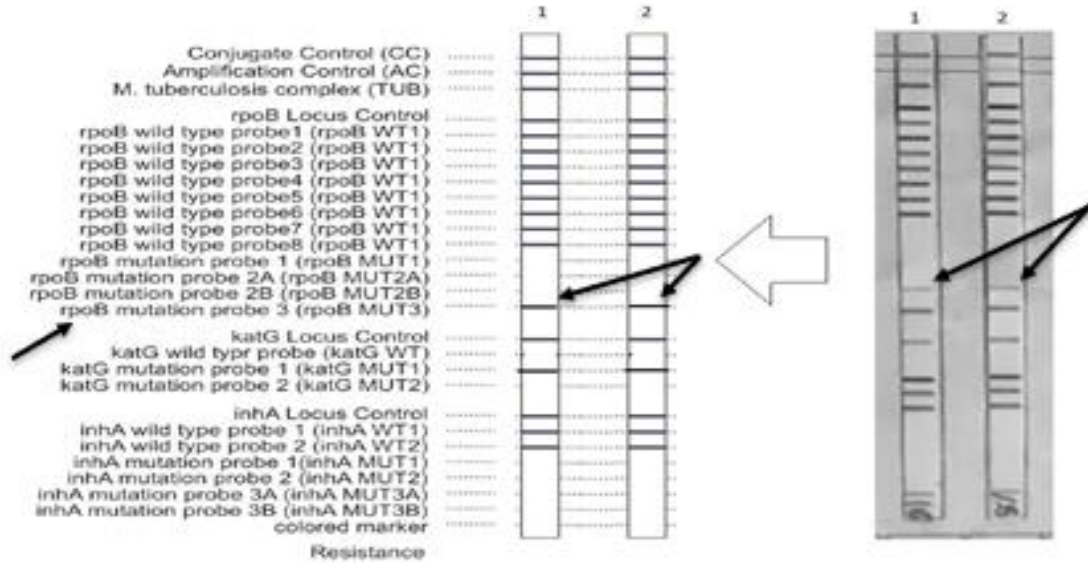 1 2
Conjugate Control (CC)
Amplification Control (AC)
M. tuberculosis complex (TUB)
rpoB Locus Control
rpoB wild type probe1 (rpoB WT1)
rpoB wild type probe2 (rpoB WT1)
rpoB wild type probe3 (rpoB WT1)
rpoB wild type probe4 (rpoB WT1)
rpoB wild type probe5 (rpoB WT1)
rpoB wild type probe6 (rpoB WT1)
rpoB wild type probe7 (rpoB WT1)
rpoB wild type probe8 (rpoB WT1)
rpoB mutation probe 1 (rpoB MUT1)
rpoB mutation probe 2A (rpoB MUT2A)
rpoB mutation probe 2B (rpoB MUT2B)
rpoB mutation probe 3 (rpoB MUT3)
katG Locus Control
katG wild typr probe (katG WT)
katG mutation probe 1 (katG MUT1)
katG mutation probe 2 (katG MUT2)
inhA Locus Control
inhA wild type probe 1 (inhA WT1)
inhA wild type probe 2 (inhA WT2)
inhA mutation probe 1(inhA MUT1)
inhA mutation probe 2 (inhA MUT2)
inhA mutation probe 3A (inhA MUT3A)
inhA mutation probe 3B (inhA MUT3B)
colored marker
Resistance
1 2